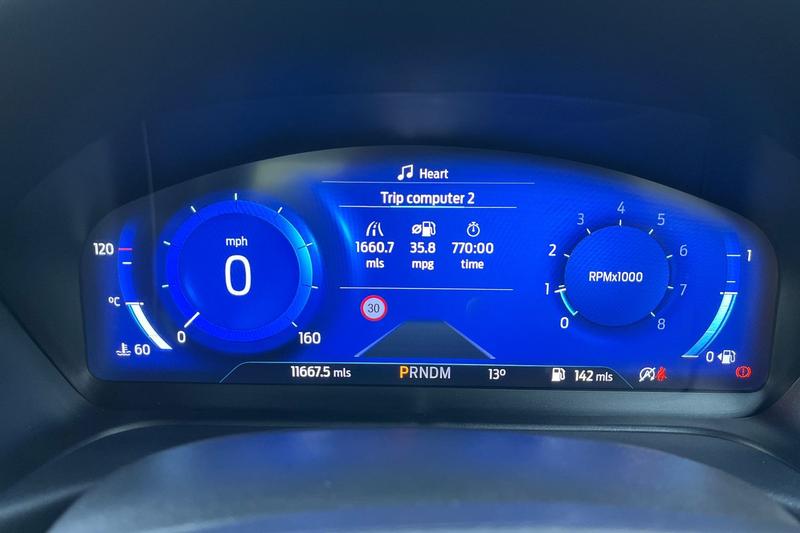 Heart
Trip computer 2
1660.7 35.8 770:00
mls mpg time
30
120
°C
60
mph
0
0 160
0 1 2 3 4 5 6 7 8
RPMx1000
1
0
11667.5 mls PRNDM 13° 142 mls